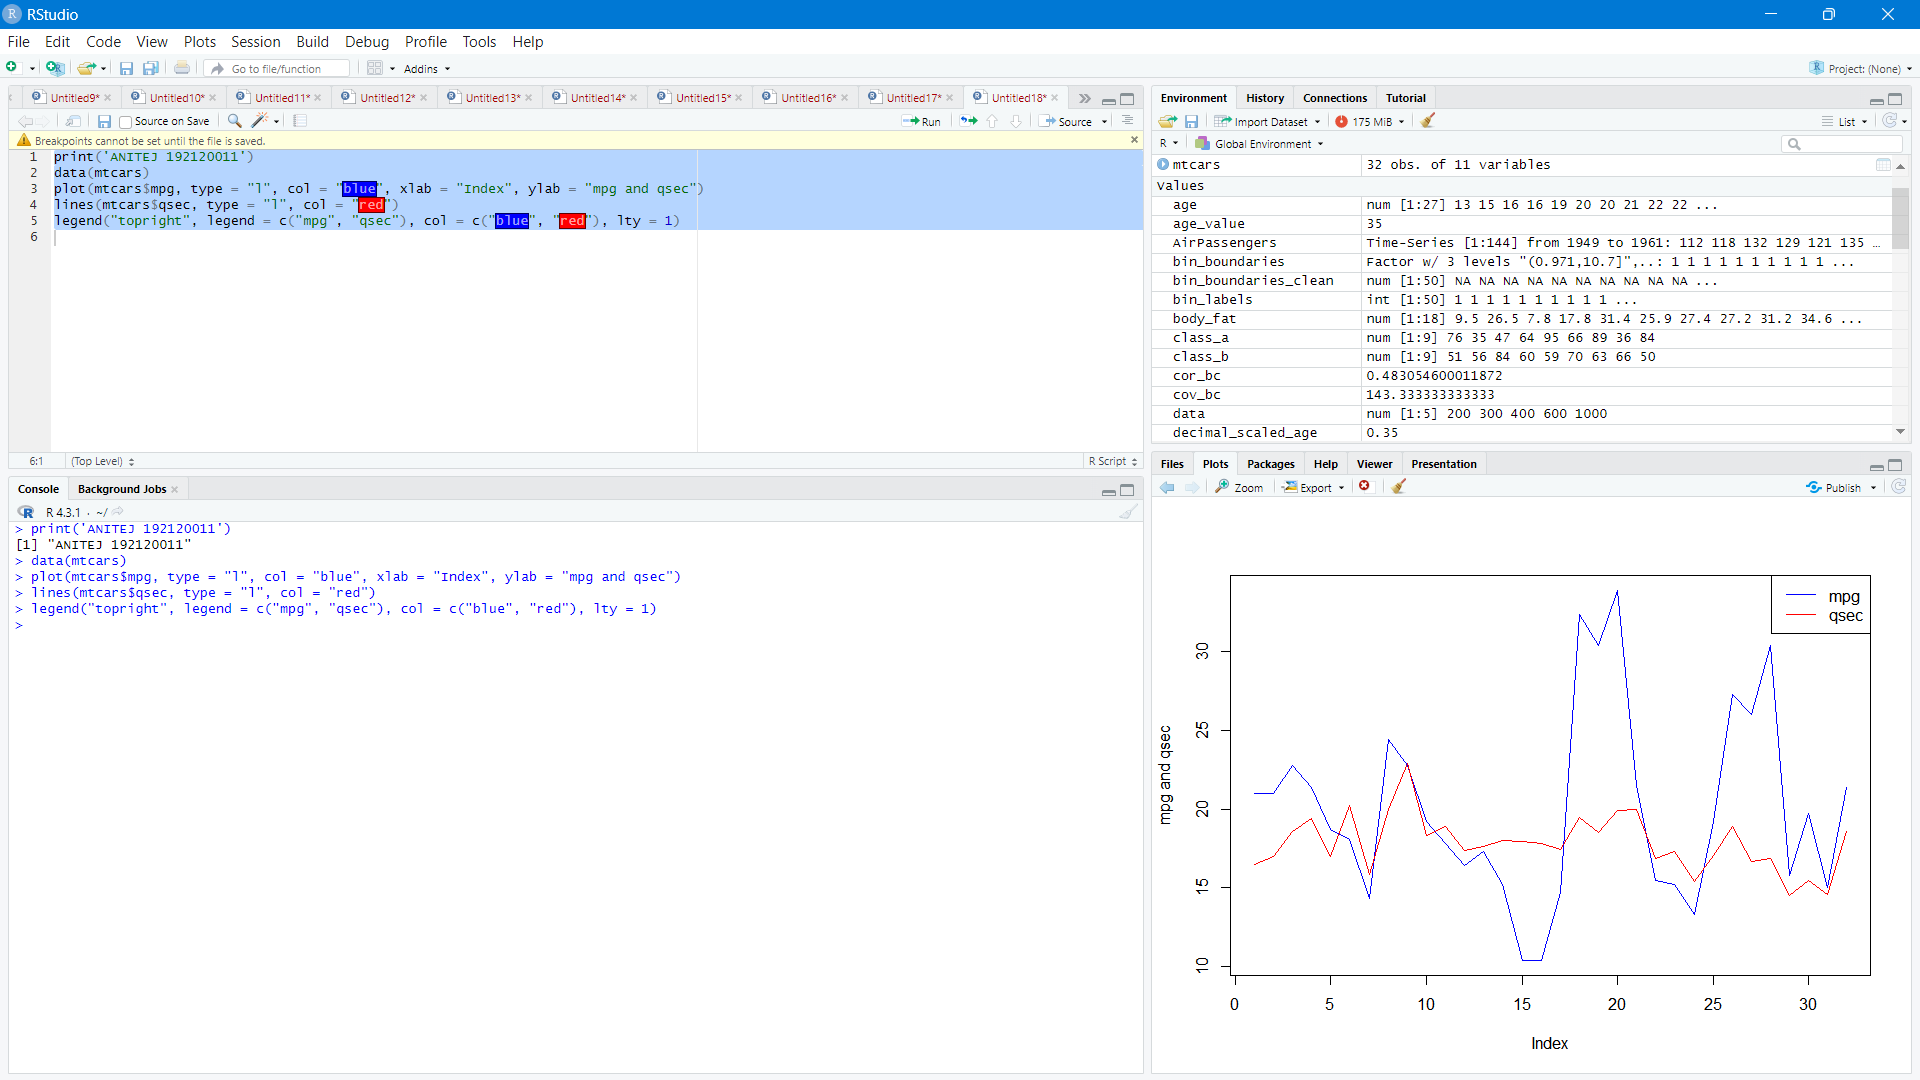 RStudio
File Edit Code View Plots Session Build Debug Profile Tools Help
Go to file/function Addins Project: (None)
Untitled9* Untitled10* Untitled11* Untitled12* Untitled13* Untitled14* Untitled15* Untitled16* Untitled17* Untitled18*
Source on Save Run Source
Breakpoints cannot be set until the file is saved.
1 print('ANITEJ 192120011')
2 data(mtcars)
3 plot(mtcars$mpg, type = "l", col = "blue", xlab = "Index", ylab = "mpg and qsec")
4 lines(mtcars$qsec, type = "l", col = "red")
5 legend("topright", legend = c("mpg", "qsec"), col = c("blue", "red"), lty = 1)
6
6:1 (Top Level) R Script
Console Background Jobs
R 4.3.1 · ~/
> print('ANITEJ 192120011')
[1] "ANITEJ 192120011"
> data(mtcars)
> plot(mtcars$mpg, type = "l", col = "blue", xlab = "Index", ylab = "mpg and qsec")
> lines(mtcars$qsec, type = "l", col = "red")
> legend("topright", legend = c("mpg", "qsec"), col = c("blue", "red"), lty = 1)
>
Environment History Connections Tutorial
Import Dataset 175 MiB List
R Global Environment
mtcars 32 obs. of 11 variables
Values
age num [1:27] 13 15 16 16 19 20 20 21 22 22 ...
age_value 35
AirPassengers Time-Series [1:144] from 1949 to 1961: 112 118 132 129 121 135 …
bin_boundaries Factor w/ 3 levels "(0.971,10.7]",..: 1 1 1 1 1 1 1 1 1 1 ...
bin_boundaries_clean num [1:50] NA NA NA NA NA NA NA NA NA NA ...
bin_labels int [1:50] 1 1 1 1 1 1 1 1 1 1 ...
body_fat num [1:18] 9.5 26.5 7.8 17.8 31.4 25.9 27.4 27.2 31.2 34.6 ...
class_a num [1:9] 76 35 47 64 95 66 89 36 84
class_b num [1:9] 51 56 84 60 59 70 63 66 50
cor_bc 0.483054600011872
cov_bc 143.333333333333
data num [1:5] 200 300 400 600 1000
decimal_scaled_age 0.35
Files Plots Packages Help Viewer Presentation
Zoom Export Publish
mpg
qsec
30
25
20
15
10
mpg and qsec
0 5 10 15 20 25 30
Index